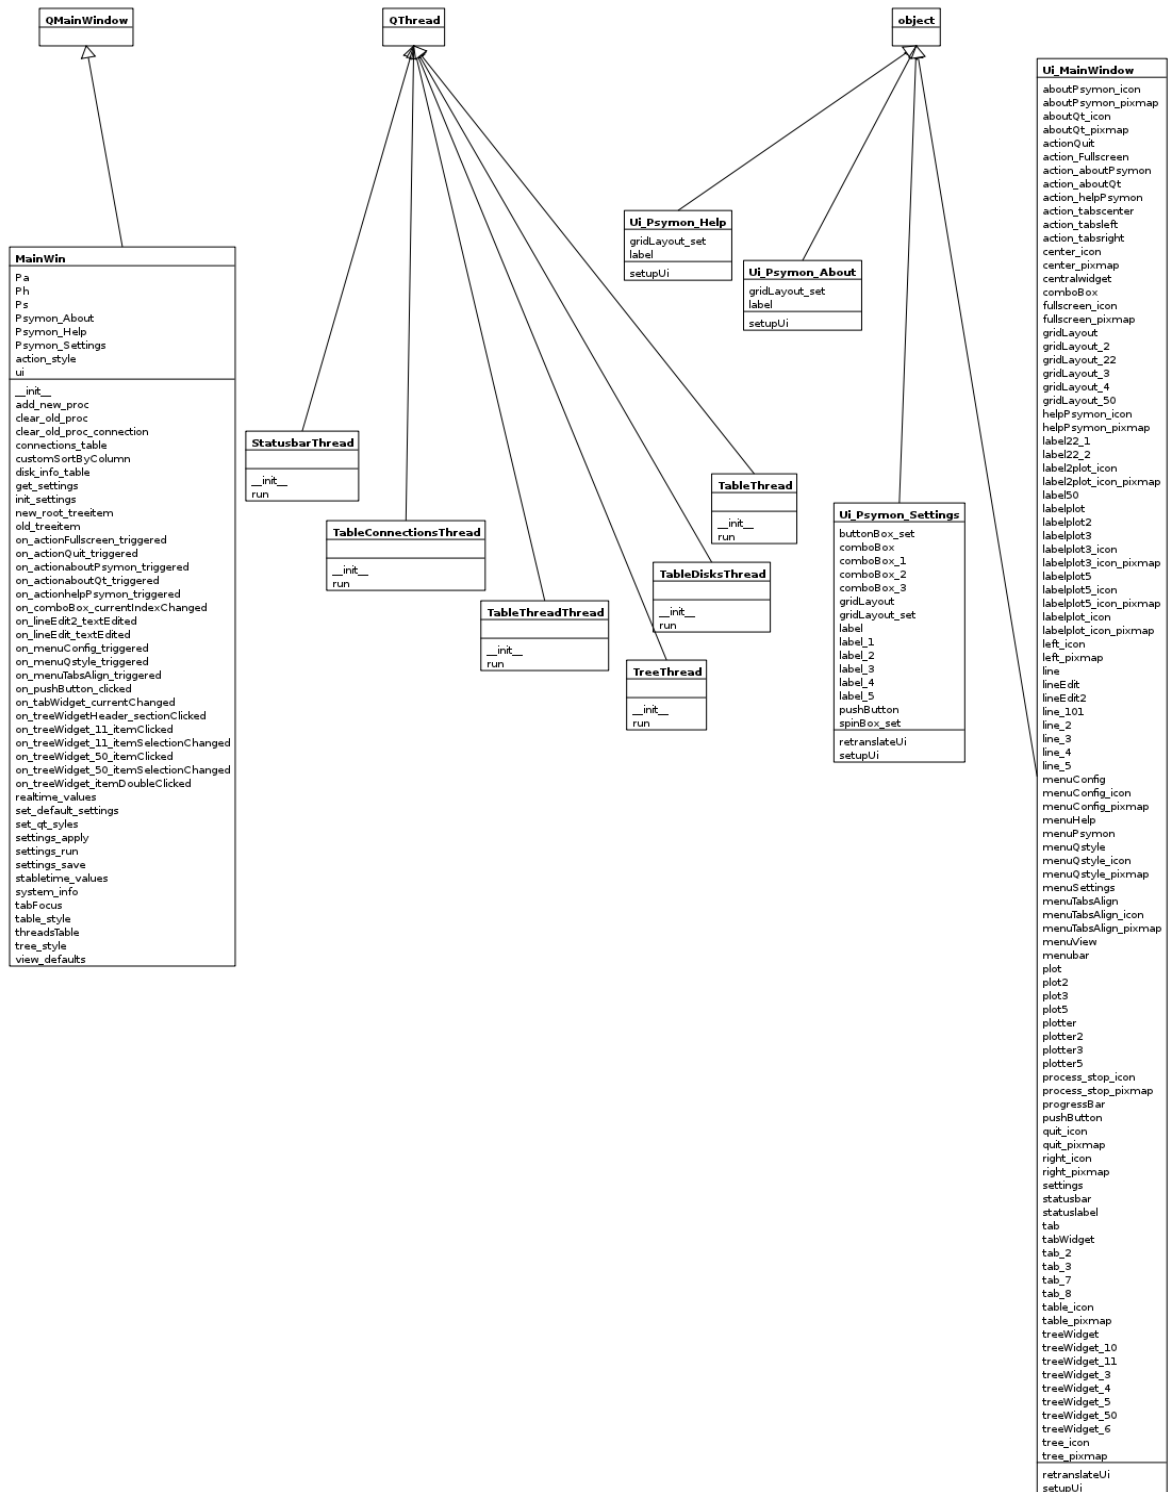 QMainWindow
QThread
object
MainWin
Pa
Ph
Ps
Psymon_About
Psymon_Help
Psymon_Settings
action_style
ui
__init__
add_new_proc
clear_old_proc
clear_old_proc_connection
connections_table
customSortByColumn
disk_info_table
get_settings
init_settings
new_root_treeitem
old_treeitem
on_actionFullscreen_triggered
on_actionQuit_triggered
on_actionaboutPsymon_triggered
on_actionaboutQt_triggered
on_actionhelpPsymon_triggered
on_comboBox_currentIndexChanged
on_lineEdit2_textEdited
on_lineEdit_textEdited
on_menuConfig_triggered
on_menuQstyle_triggered
on_menuTabsAlign_triggered
on_pushButton_clicked
on_tabWidget_currentChanged
on_treeWidgetHeader_sectionClicked
on_treeWidget_11_itemClicked
on_treeWidget_11_itemSelectionChanged
on_treeWidget_50_itemClicked
on_treeWidget_50_itemSelectionChanged
on_treeWidget_itemDoubleClicked
realtime_values
set_default_settings
set_qt_syles
settings_apply
settings_run
settings_save
stabletime_values
system_info
tabFocus
table_style
threadsTable
tree_style
view_defaults
StatusbarThread
__init__
run
TableConnectionsThread
__init__
run
TableThreadThread
__init__
run
TreeThread
__init__
run
TableDisksThread
__init__
run
TableThread
__init__
run
Ui_Psymon_Help
gridLayout_set
label
setupUi
Ui_Psymon_About
gridLayout_set
label
setupUi
Ui_Psymon_Settings
buttonBox_set
comboBox
comboBox_1
comboBox_2
comboBox_3
gridLayout
gridLayout_set
label
label_1
label_2
label_3
label_4
label_5
pushButton
spinBox_set
retranslateUi
setupUi
Ui_MainWindow
aboutPsymon_icon
aboutPsymon_pixmap
aboutQt_icon
aboutQt_pixmap
actionQuit
action_Fullscreen
action_aboutPsymon
action_aboutQt
action_helpPsymon
action_tabscenter
action_tabsleft
action_tabsright
center_icon
center_pixmap
centralwidget
comboBox
fullscreen_icon
fullscreen_pixmap
gridLayout
gridLayout_2
gridLayout_22
gridLayout_3
gridLayout_4
gridLayout_50
helpPsymon_icon
helpPsymon_pixmap
label22_1
label22_2
label2plot_icon
label2plot_icon_pixmap
label50
labelplot
labelplot2
labelplot3
labelplot3_icon
labelplot3_icon_pixmap
labelplot5
labelplot5_icon
labelplot5_icon_pixmap
labelplot_icon
labelplot_icon_pixmap
left_icon
left_pixmap
line
lineEdit
lineEdit2
line_101
line_2
line_3
line_4
line_5
menuConfig
menuConfig_icon
menuConfig_pixmap
menuHelp
menuPsymon
menuQstyle
menuQstyle_icon
menuQstyle_pixmap
menuSettings
menuTabsAlign
menuTabsAlign_icon
menuTabsAlign_pixmap
menuView
menubar
plot
plot2
plot3
plot5
plotter
plotter2
plotter3
plotter5
process_stop_icon
process_stop_pixmap
progressBar
pushButton
quit_icon
quit_pixmap
right_icon
right_pixmap
settings
statusbar
statuslabel
tab
tabWidget
tab_2
tab_3
tab_7
tab_8
table_icon
table_pixmap
treeWidget
treeWidget_10
treeWidget_11
treeWidget_3
treeWidget_4
treeWidget_5
treeWidget_50
treeWidget_6
tree_icon
tree_pixmap
retranslateUi
setupUi